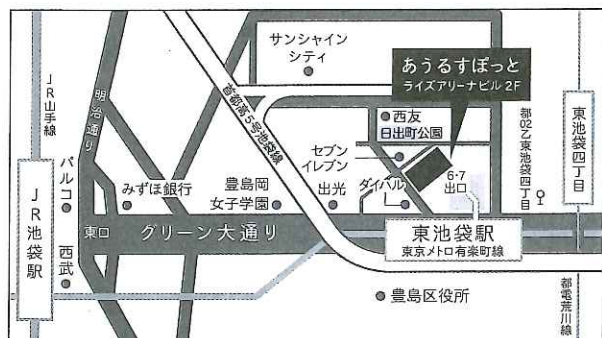 サンシャイン
シティ
あうるすぽっと
ライズアリーナビル 2F
JR山手線
明治通り
首都高5号池袋線
西友
日出町公園
都02乙東池袋四丁目
東池袋四丁目
パルコ
JR池袋駅
みずほ銀行
豊島岡
女子学園
セブン
イレブン
出光
ダイバル
6・7
出口
東口
グリーン大通り
東池袋駅
東京メトロ有楽町線
西武
豊島区役所
都電荒川線